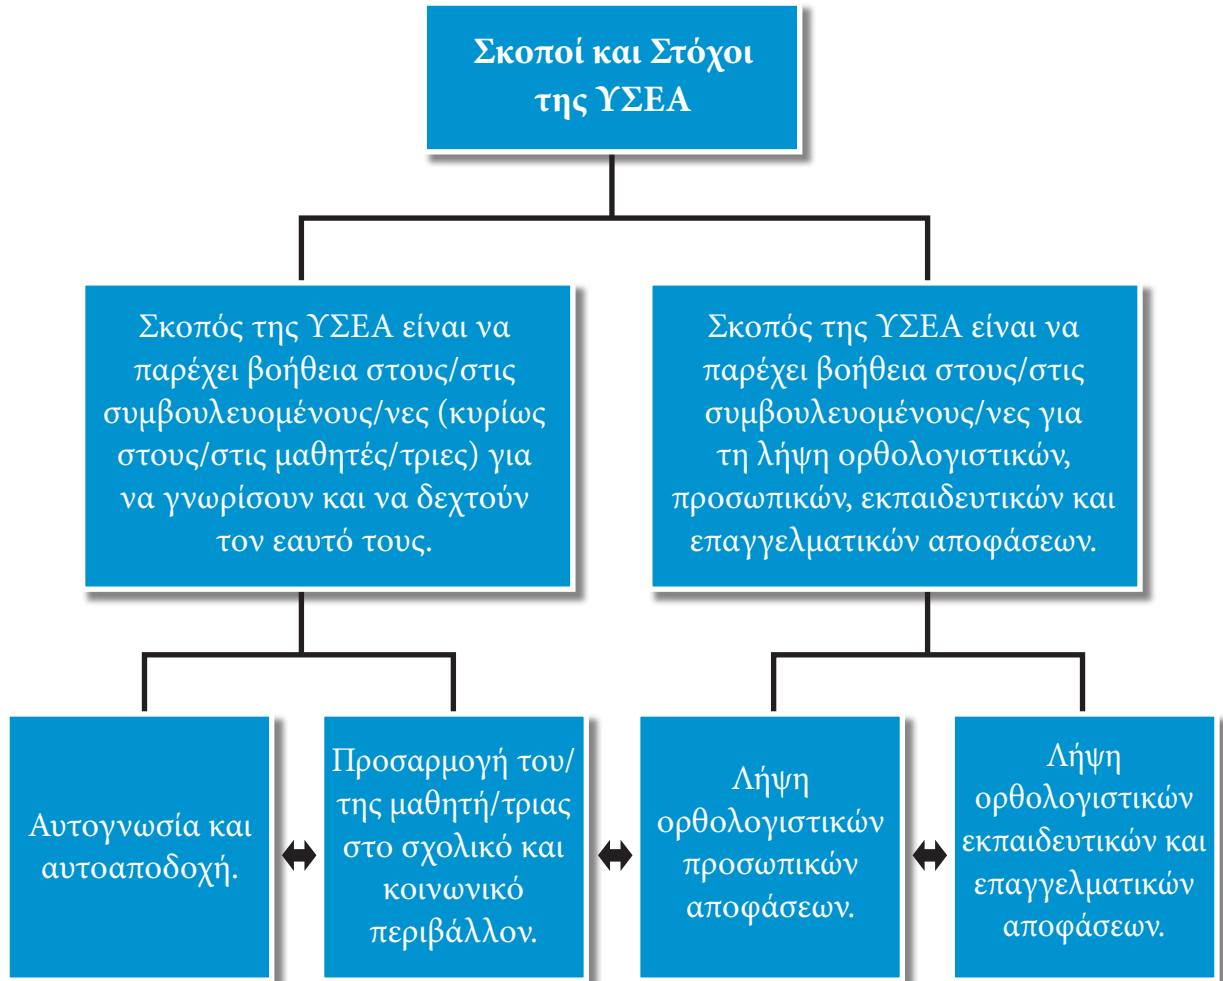 Σκοποί και Στόχοι
της ΥΣΕΑ
Σκοπός της ΥΣΕΑ είναι να
παρέχει βοήθεια στους/στις
συμβουλευομένους/νες (κυρίως
στους/στις μαθητές/τριες) για
να γνωρίσουν και να δεχτούν
τον εαυτό τους.
Σκοπός της ΥΣΕΑ είναι να
παρέχει βοήθεια στους/στις
συμβουλευομένους/νες για
τη λήψη ορθολογιστικών,
προσωπικών, εκπαιδευτικών και
επαγγελματικών αποφάσεων.
Αυτογνωσία και
αυτοαποδοχή.
Προσαρμογή του/
της μαθητή/τριας
στο σχολικό και
κοινωνικό
περιβάλλον.
Λήψη
ορθολογιστικών
προσωπικών
αποφάσεων.
Λήψη
ορθολογιστικών
εκπαιδευτικών και
επαγγελματικών
αποφάσεων.